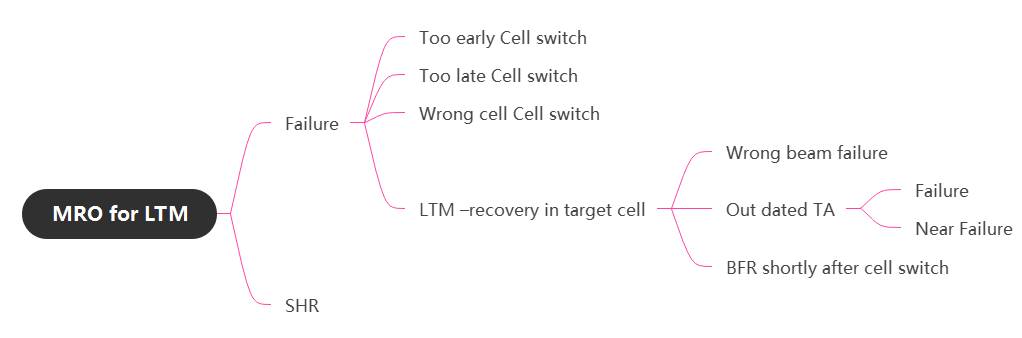 MRO for LTM
Failure
Too early Cell switch
Too late Cell switch
Wrong cell Cell switch
LTM –recovery in target cell
Wrong beam failure
Out dated TA
Failure
Near Failure
BFR shortly after cell switch
SHR